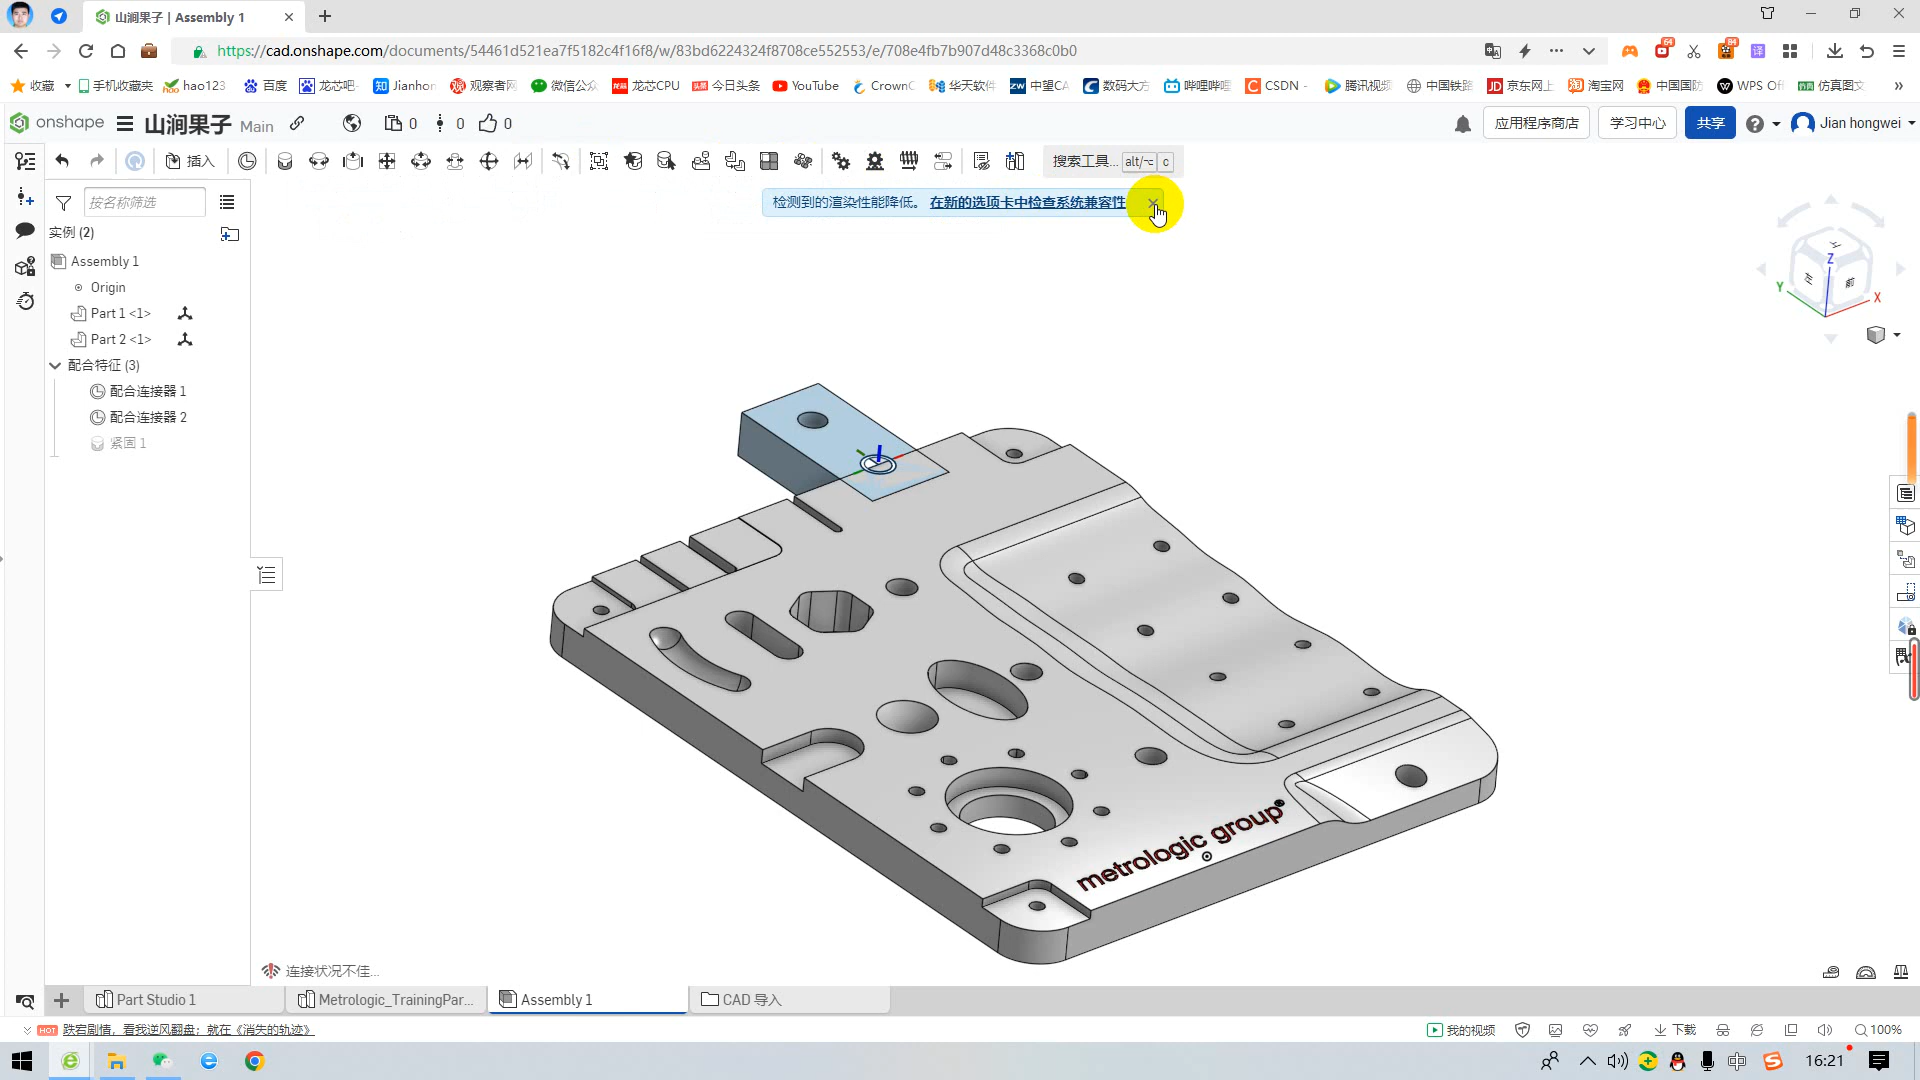 山涧果子 | Assembly 1
https://cad.onshape.com/documents/54461d521ea7f5182c4f16f8/w/83bd6224324f8708ce552553/e/708e4fb7b907d48c3368c0b0
64
84
译
收藏
手机收藏夹
hao123
百度
龙芯吧-
知 Jianhon
观察者网
微信公众
龙芯CPU
今日头条
YouTube
CrownC
华天软件
ZW 中望CA
数码大方
哔哩哔哩
CSDN -
腾讯视频
中国铁路
JD 京东网上
淘宝网
中国国防
WPS Off
仿真图文
onshape
山涧果子 Main
0
0
0
应用程序商店
学习中心
共享
Jian hongwei
插入
搜索工具... alt/⌥ c
检测到的渲染性能降低。 在新的选项卡中检查系统兼容性
按名称筛选
实例 (2)
Assembly 1
Origin
Part 1 <1>
Part 2 <1>
配合特征 (3)
配合连接器 1
配合连接器 2
紧固 1
Z
Y
X
上
左
前
metrologic group®
连接状况不佳...
Part Studio 1
Metrologic_TrainingPar...
Assembly 1
CAD 导入
HOT 跌宕剧情，看我逆风翻盘；就在《消失的轨迹》
我的视频
下载
100%
中
16:21